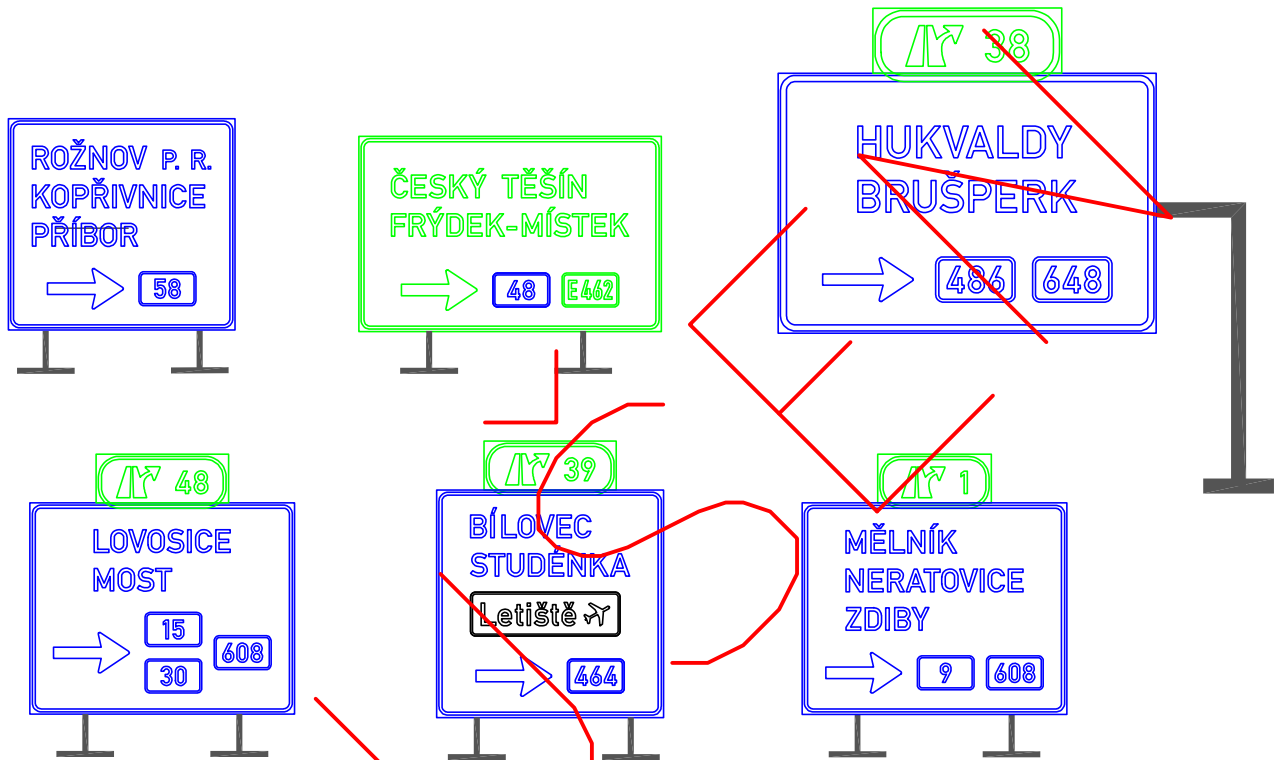 38
ROŽNOV P. R.
KOPŘIVNICE
PŘÍBOR
58
ČESKÝ TĚŠÍN
FRÝDEK-MÍSTEK
48 E462
HUKVALDY
BRUŠPERK
486 648
48
LOVOSICE
MOST
15
608
30
39
BÍLOVEC
STUDÉNKA
Letiště
464
1
MĚLNÍK
NERATOVICE
ZDIBY
9 608